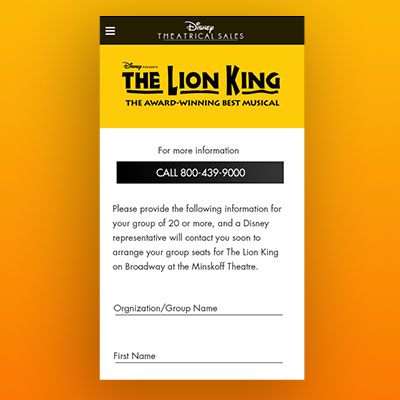 Disney
THEATRICAL SALES
Disney PRESENTS
THE LION KING
THE AWARD-WINNING BEST MUSICAL
For more information
CALL 800-439-9000
Please provide the following information for
your group of 20 or more, and a Disney
representative will contact you soon to
arrange your group seats for The Lion King
on Broadway at the Minskoff Theatre.
Orgnization/Group Name
First Name